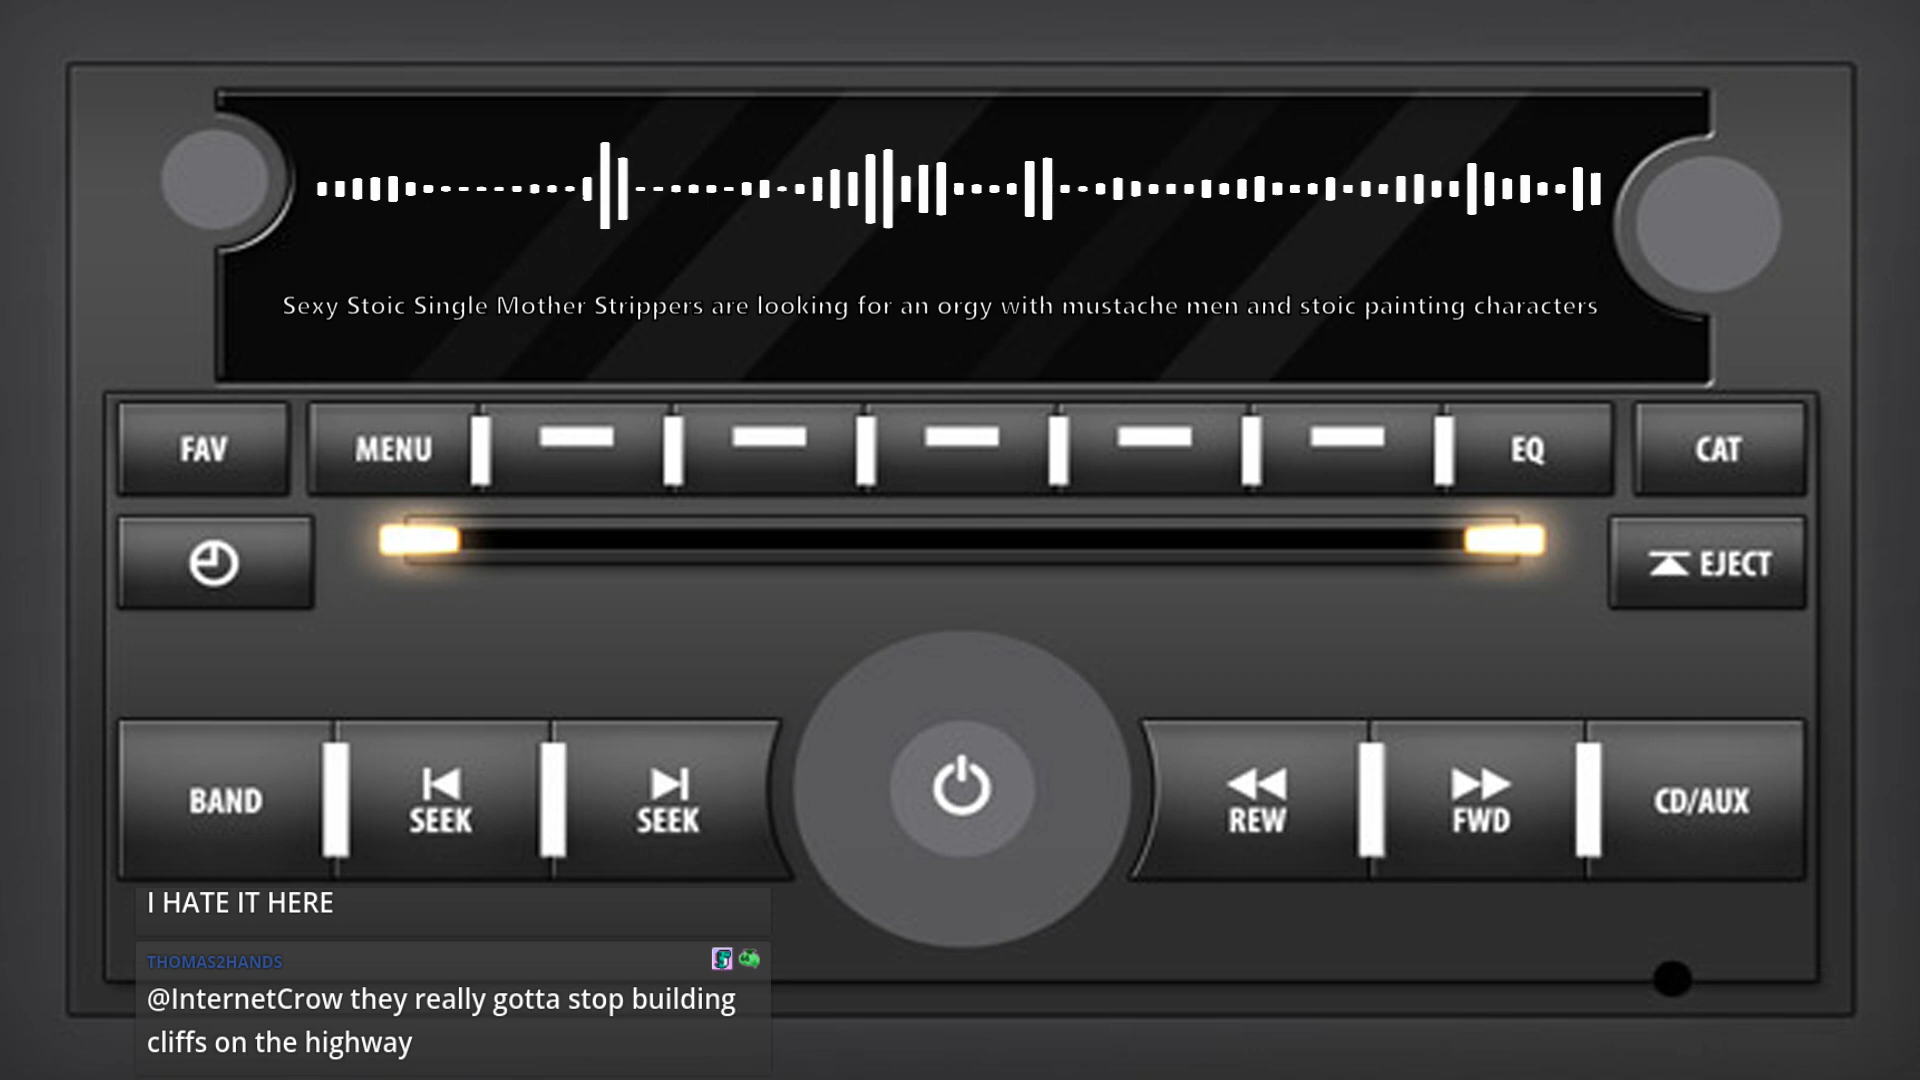 Sexy Stoic Single Mother Strippers are looking for an orgy with mustache men and stoic painting characters
FAV
MENU
EQ
CAT
EJECT
BAND
SEEK
SEEK
REW
FWD
CD/AUX
I HATE IT HERE
THOMAS2HANDS
@InternetCrow they really gotta stop building
cliffs on the highway